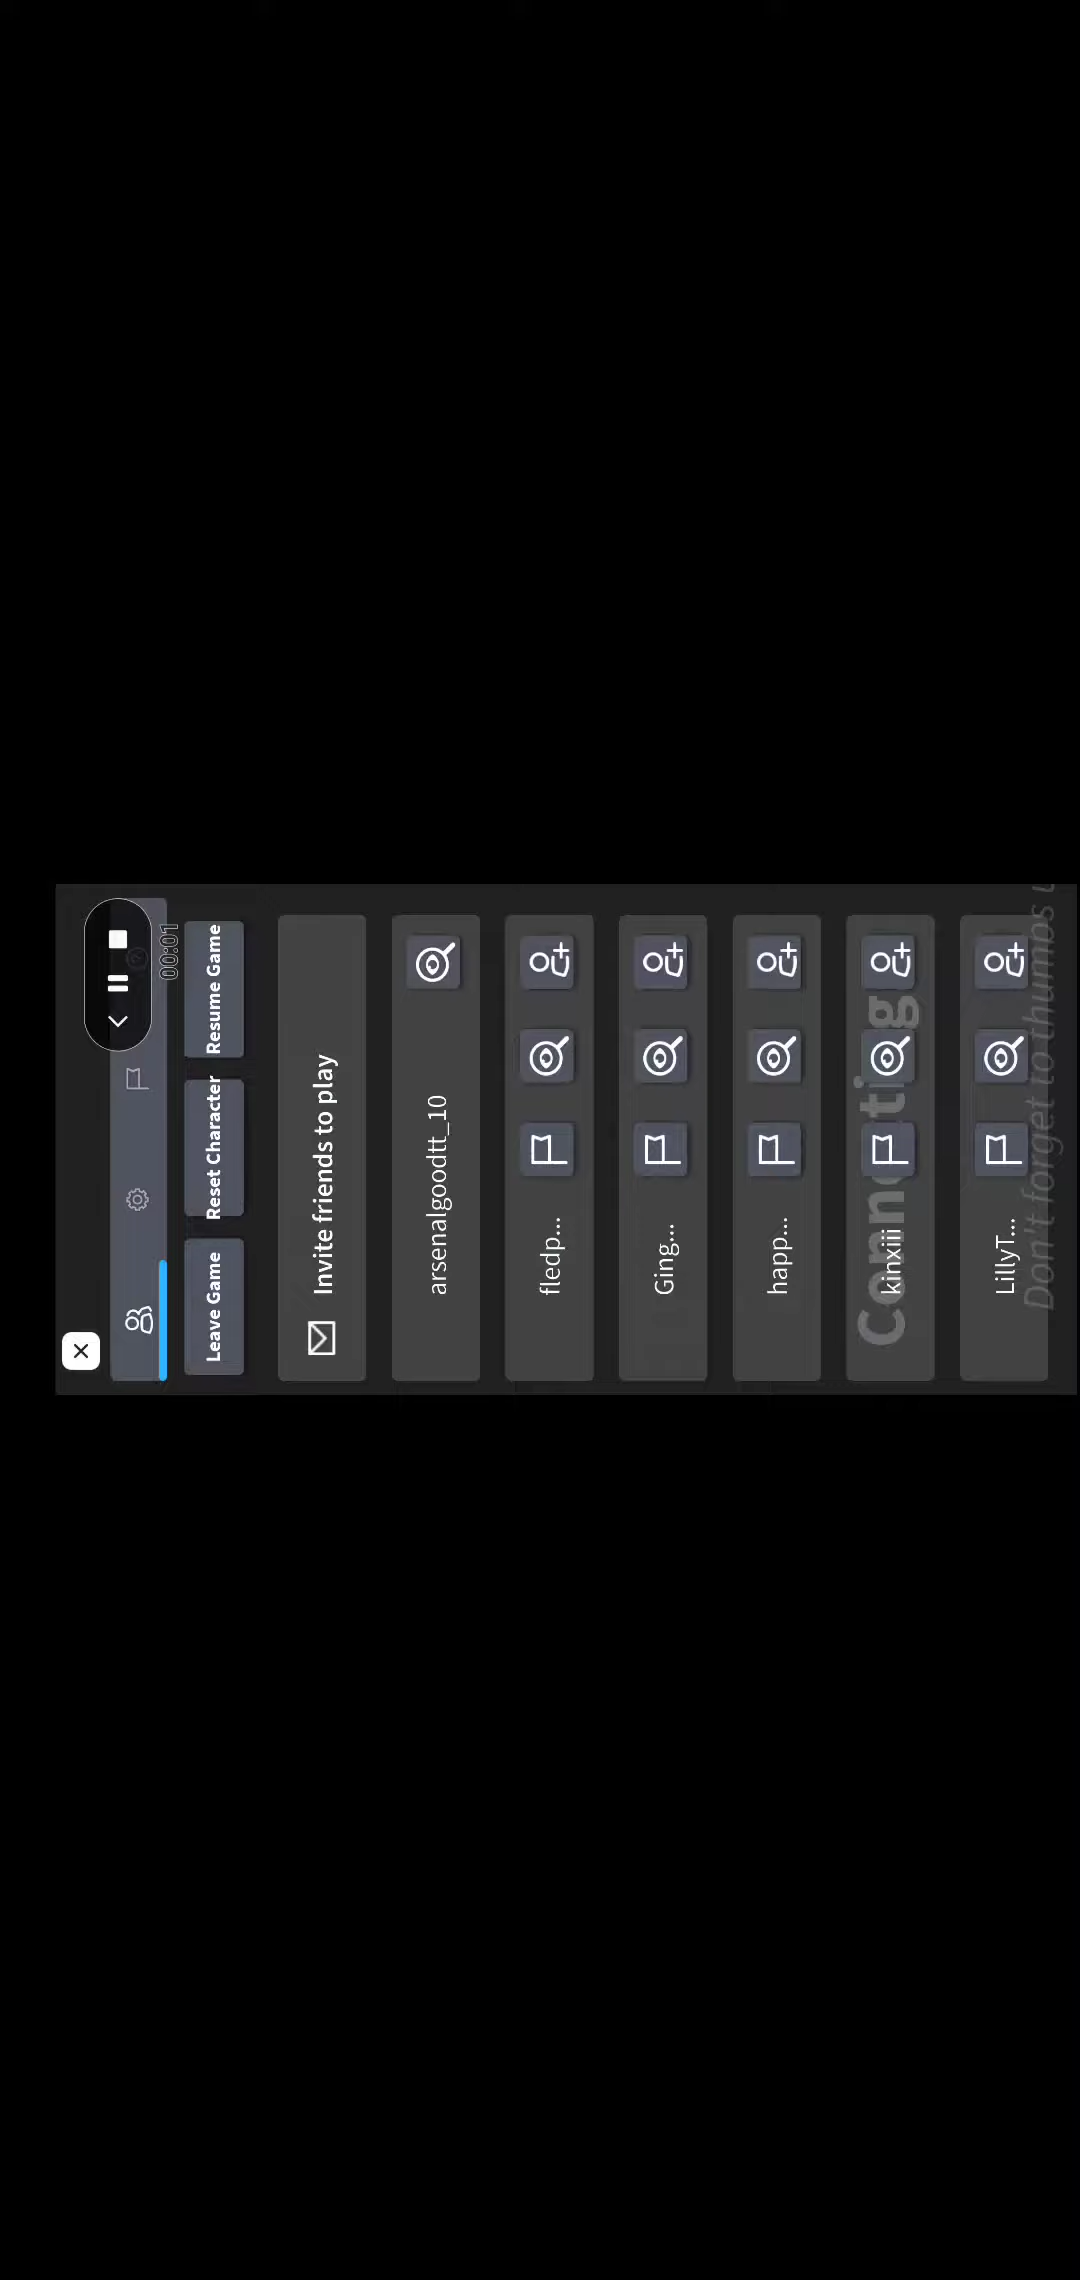 00:01
Leave Game
Reset Character
Resume Game
Invite friends to play
arsenalgoodtt_10
fledp...
Ging...
happ...
kinxiii
LillyT...
Don't forget to thumbs